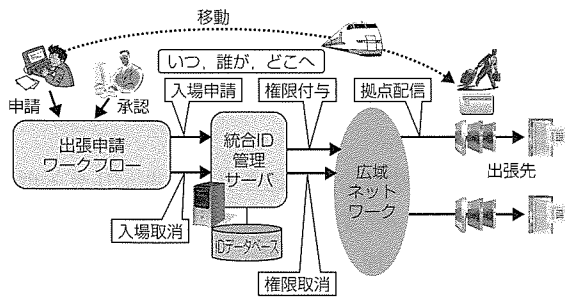 移動
いつ，誰が，どこへ
申請
承認
入場申請
権限付与
拠点配信
出張申請
ワークフロー
統合ID
管理
サーバ
広域
ネット
ワーク
出張先
入場取消
IDデータベース
権限取消